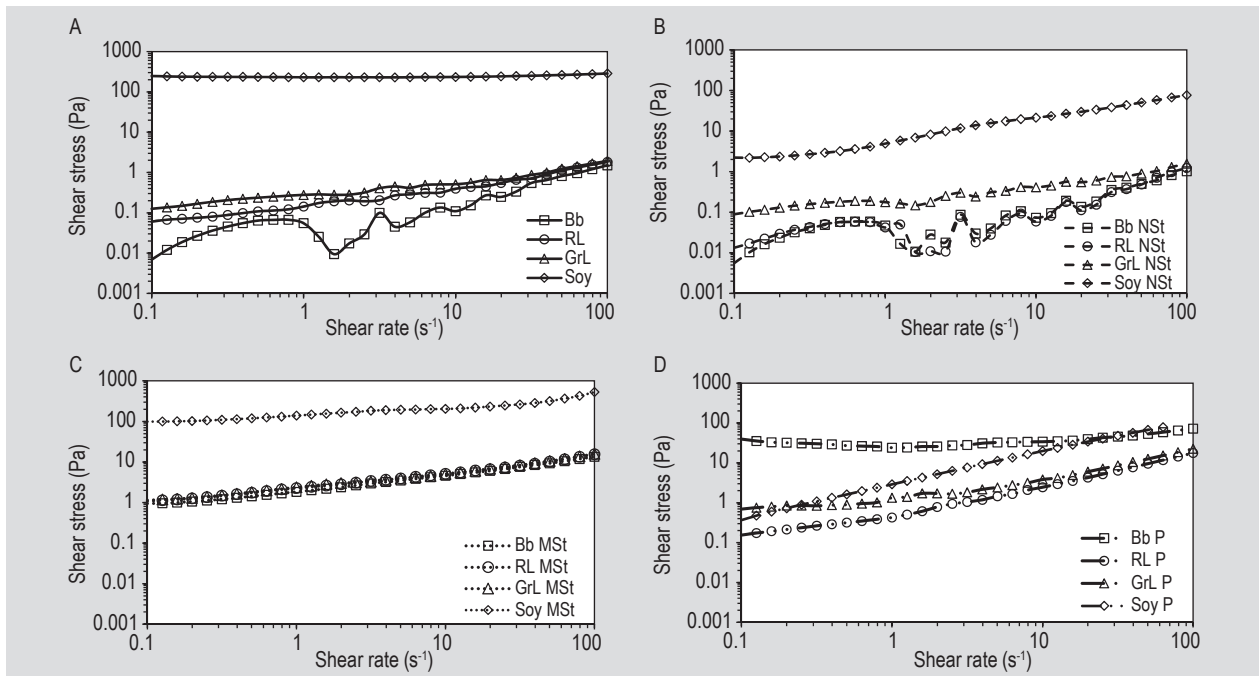 A
Shear stress (Pa)
1000
100
10
1
0.1
0.01
0.001
0.1
1
10
100
Shear rate (s⁻¹)
Bb
RL
GrL
Soy
B
Shear stress (Pa)
1000
100
10
1
0.1
0.01
0.001
0.1
1
10
100
Shear rate (s⁻¹)
Bb NSt
RL NSt
GrL NSt
Soy NSt
C
Shear stress (Pa)
1000
100
10
1
0.1
0.01
0.001
0.1
1
10
100
Shear rate (s⁻¹)
Bb MSt
RL MSt
GrL MSt
Soy MSt
D
Shear stress (Pa)
1000
100
10
1
0.1
0.01
0.001
0.1
1
10
100
Shear rate (s⁻¹)
Bb P
RL P
GrL P
Soy P